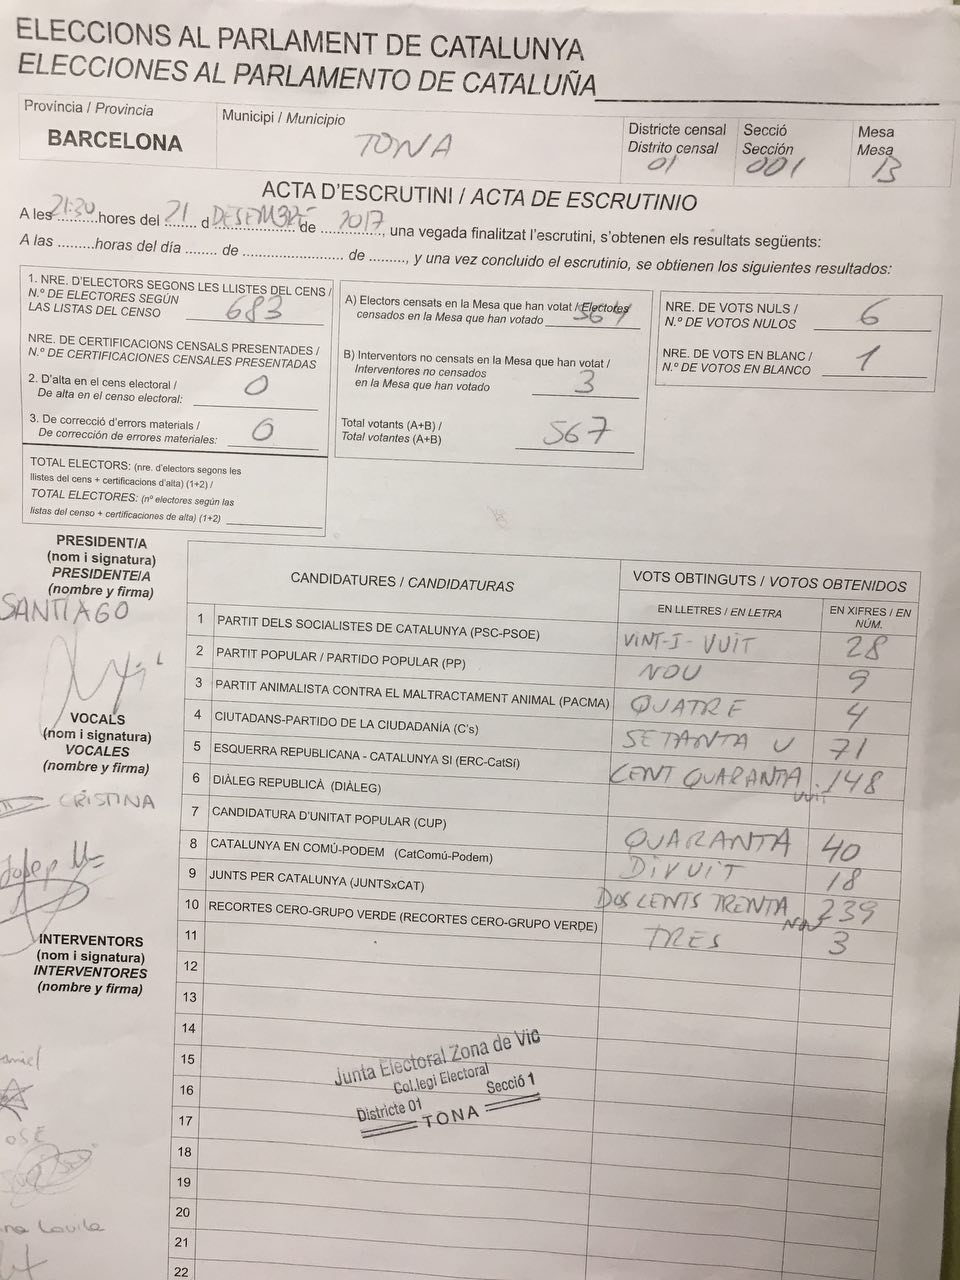 ELECCIONS AL PARLAMENT DE CATALUNYA
ELECCIONES AL PARLAMENTO DE CATALUÑA
Província / Provincia
BARCELONA
Municipi / Municipio
TONA
Districte censal
Distrito censal
01
Secció
Sección
001
Mesa
Mesa
B
ACTA D'ESCRUTINI / ACTA DE ESCRUTINIO
A les 21:30 hores del 21 d DESEMBRE de 2017, una vegada finalitzat l'escrutini, s'obtenen els resultats següents:
A las .........horas del día ........ de ......................... de ........., y una vez concluido el escrutinio, se obtienen los siguientes resultados:
1. NRE. D'ELECTORS SEGONS LES LLISTES DEL CENS /
N.º DE ELECTORES SEGÚN
LAS LISTAS DEL CENSO
683
NRE. DE CERTIFICACIONS CENSALS PRESENTADES /
N.º DE CERTIFICACIONES CENSALES PRESENTADAS
2. D'alta en el cens electoral /
De alta en el censo electoral:
0
3. De correcció d'errors materials /
De corrección de errores materiales:
0
TOTAL ELECTORS: (nre. d'electors segons les
llistes del cens + certificacions d'alta) (1+2) /
TOTAL ELECTORES: (nº electores según las
listas del censo + certificaciones de alta) (1+2)
A) Electors censats en la Mesa que han votat / Electores
censados en la Mesa que han votado
564
B) Interventors no censats en la Mesa que han votat /
Interventores no censados
en la Mesa que han votado
3
Total votants (A+B) /
Total votantes (A+B)
567
NRE. DE VOTS NULS /
N.º DE VOTOS NULOS
6
NRE. DE VOTS EN BLANC /
N.º DE VOTOS EN BLANCO
1
PRESIDENT/A
(nom i signatura)
PRESIDENTE/A
(nombre y firma)
SANTIAGO
VOCALS
(nom i signatura)
VOCALES
(nombre y firma)
CRISTINA
Josep
INTERVENTORS
(nom i signatura)
INTERVENTORES
(nombre y firma)
CANDIDATURES / CANDIDATURAS
VOTS OBTINGUTS / VOTOS OBTENIDOS
EN LLETRES / EN LETRA
EN XIFRES / EN NÚM.
1 PARTIT DELS SOCIALISTES DE CATALUNYA (PSC-PSOE) VINT-I-VUIT 28
2 PARTIT POPULAR / PARTIDO POPULAR (PP) NOU 9
3 PARTIT ANIMALISTA CONTRA EL MALTRACTAMENT ANIMAL (PACMA) QUATRE 4
4 CIUTADANS-PARTIDO DE LA CIUDADANÍA (C's) SETANTA U 71
5 ESQUERRA REPUBLICANA - CATALUNYA SI (ERC-CatSí) CENT QUARANTA VUIT 148
6 DIÀLEG REPUBLICÀ (DIÀLEG)
7 CANDIDATURA D'UNITAT POPULAR (CUP) QUARANTA 40
8 CATALUNYA EN COMÚ-PODEM (CatComú-Podem) DIVUIT 18
9 JUNTS PER CATALUNYA (JUNTSxCAT) DOS CENTS TRENTA NOU 239
10 RECORTES CERO-GRUPO VERDE (RECORTES CERO-GRUPO VERDE) TRES 3
11
12
13
14
15
16
17
18
19
20
21
22
Junta Electoral Zona de Vic
Col.legi Electoral
Districte 01 Secció 1
TONA